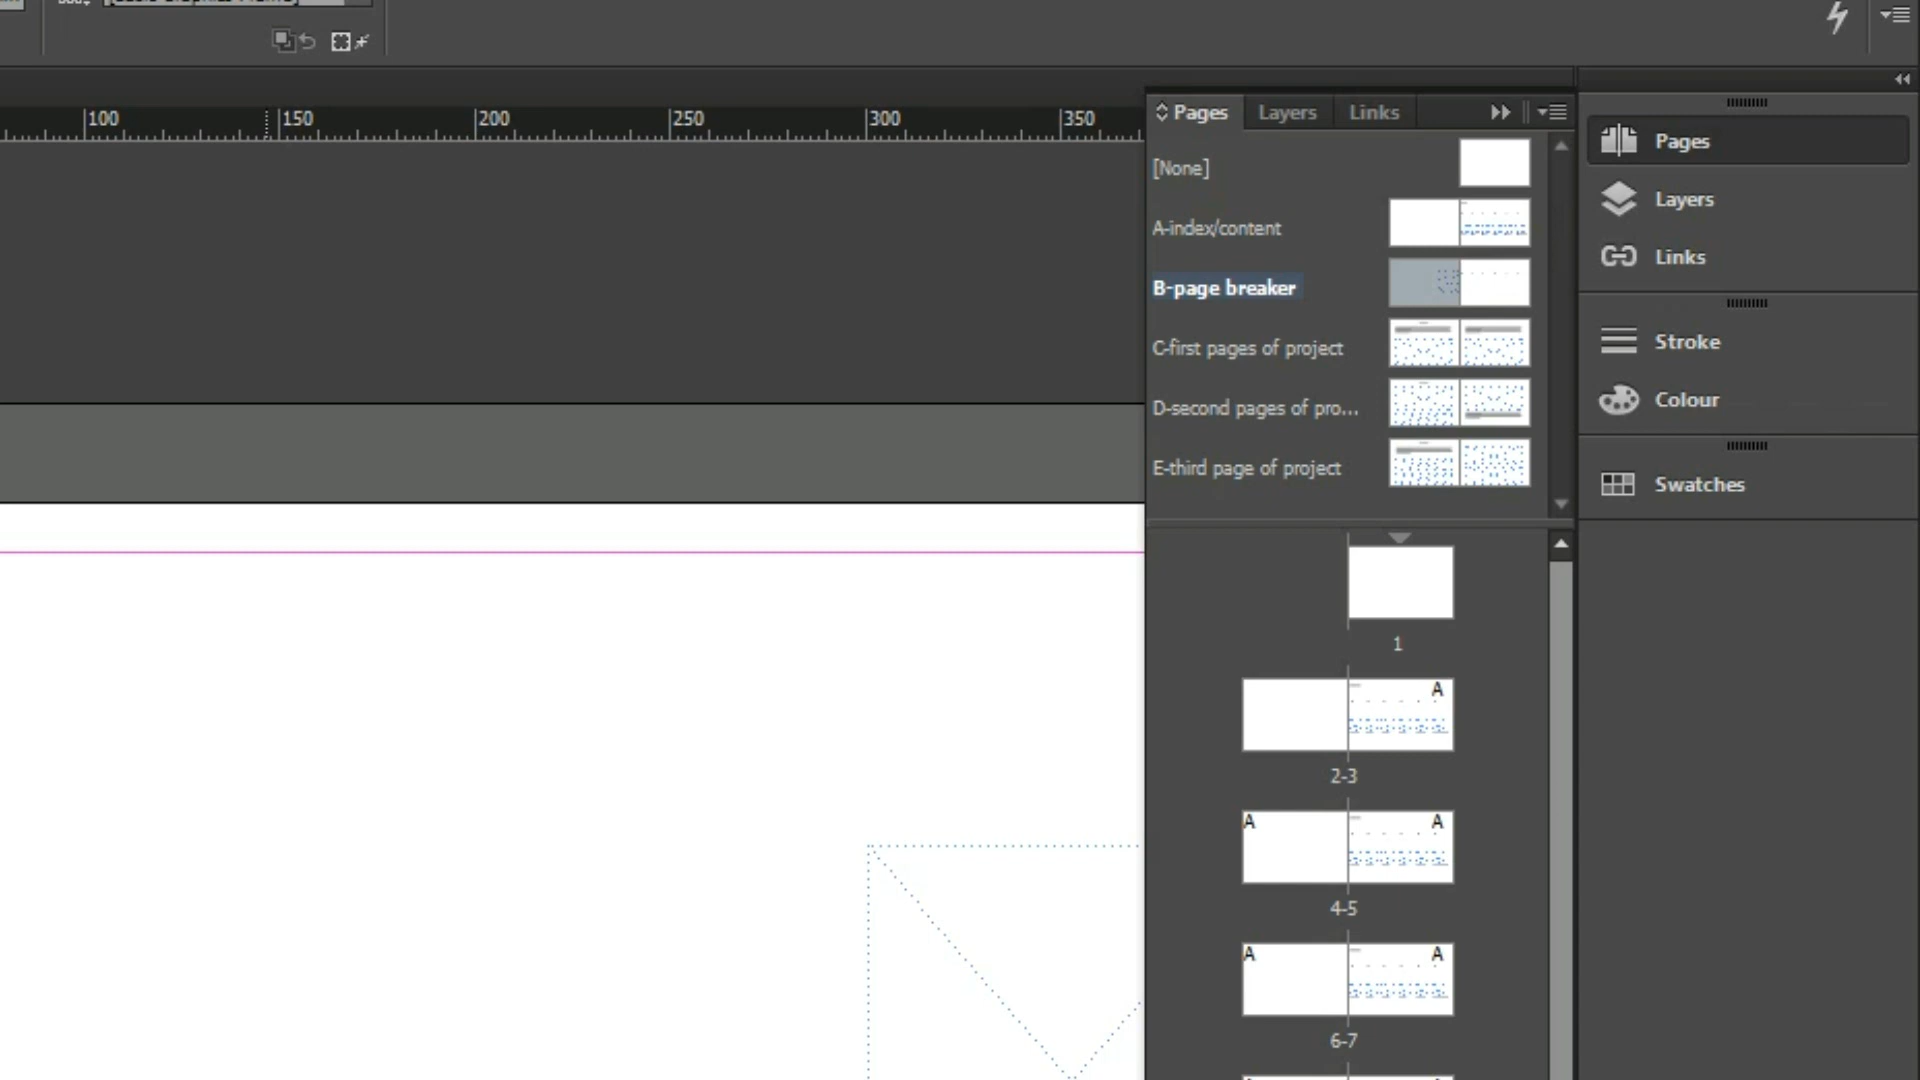 100 150 200 250 300 350
Pages Layers Links
[None]
A-index/content
B-page breaker
C-first pages of project
D-second pages of pro...
E-third page of project
1
A
2-3
A A
4-5
A A
6-7
Pages
Layers
Links
Stroke
Colour
Swatches